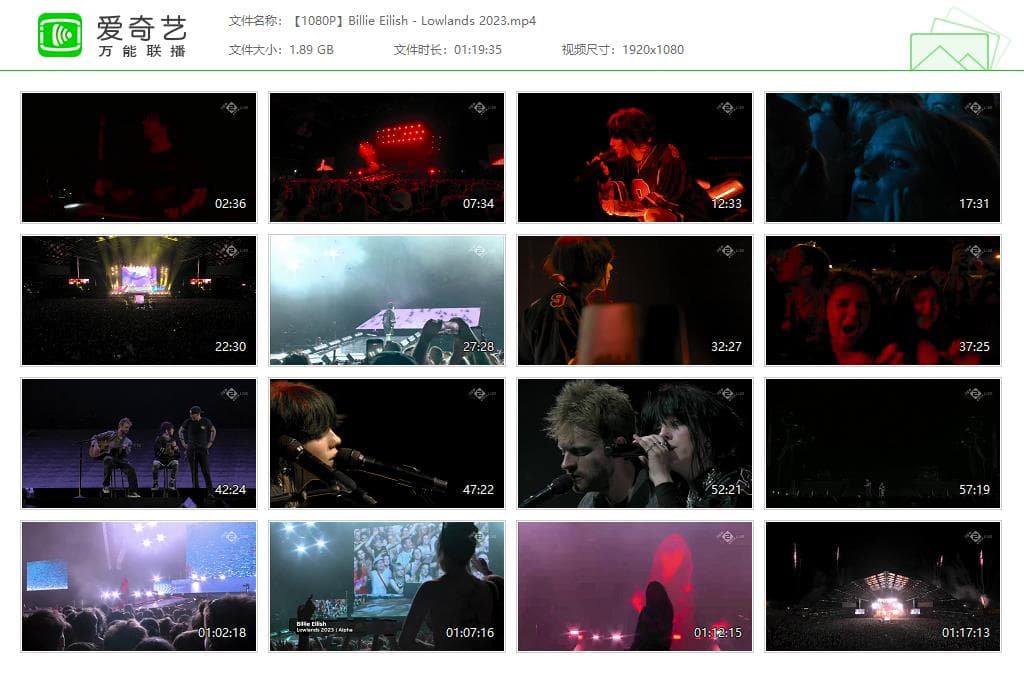 爱奇艺
万能联播
文件名称: 【1080P】Billie Eilish - Lowlands 2023.mp4
文件大小: 1.89 GB 文件时长: 01:19:35 视频尺寸: 1920x1080
02:36 07:34 12:33 17:31
22:30 27:28 32:27 37:25
9
42:24 47:22 52:21 57:19
Billie Eilish
Lowlands 2023 | Alpha
01:02:18 01:07:16 01:12:15 01:17:13